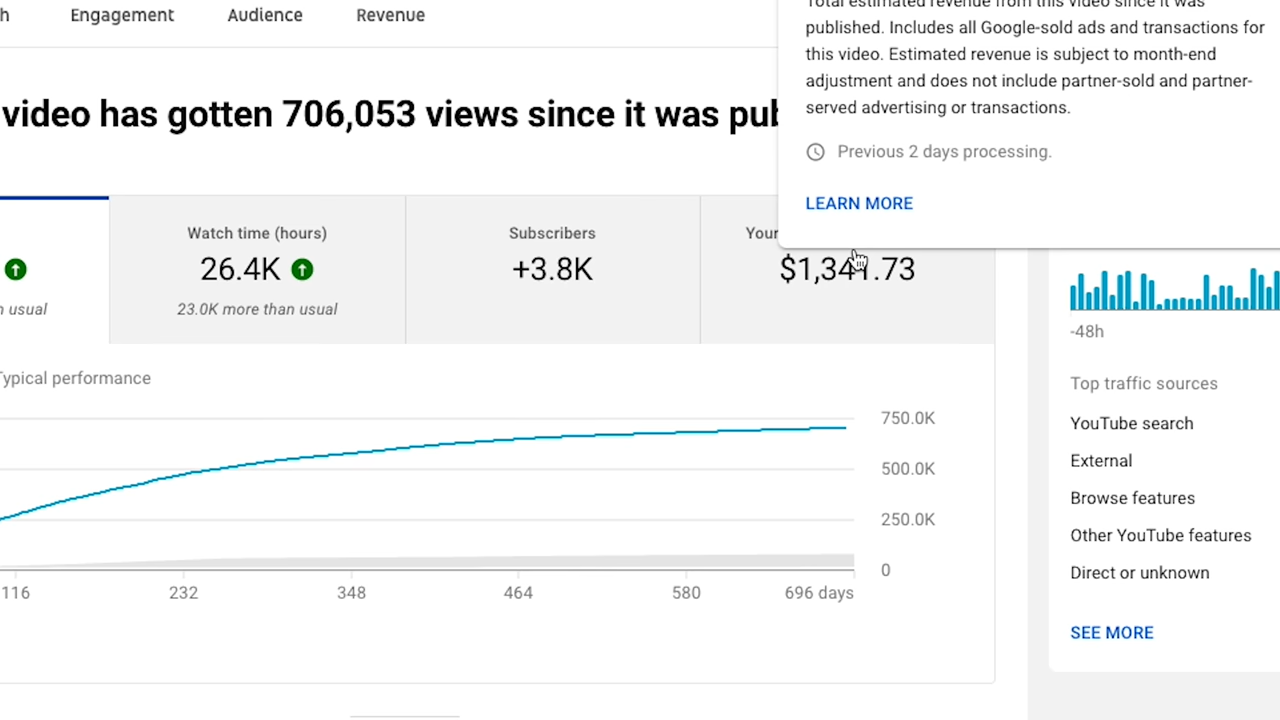 h Engagement Audience Revenue
Total estimated revenue from this video since it was
published. Includes all Google-sold ads and transactions for
this video. Estimated revenue is subject to month-end
adjustment and does not include partner-sold and partner-
served advertising or transactions.
Previous 2 days processing.
LEARN MORE
video has gotten 706,053 views since it was pub
Watch time (hours)
26.4K
23.0K more than usual
Subscribers
+3.8K
Your
$1,341.73
n usual
Typical performance
750.0K
500.0K
250.0K
0
116 232 348 464 580 696 days
-48h
Top traffic sources
YouTube search
External
Browse features
Other YouTube features
Direct or unknown
SEE MORE